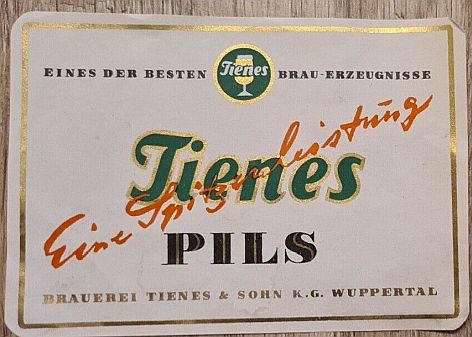 EINES DER BESTEN Tienes BRAU-ERZEUGNISSE
Tienes
Eine Spitzenleistung
PILS
BRAUEREI TIENES & SOHN K.G. WUPPERTAL